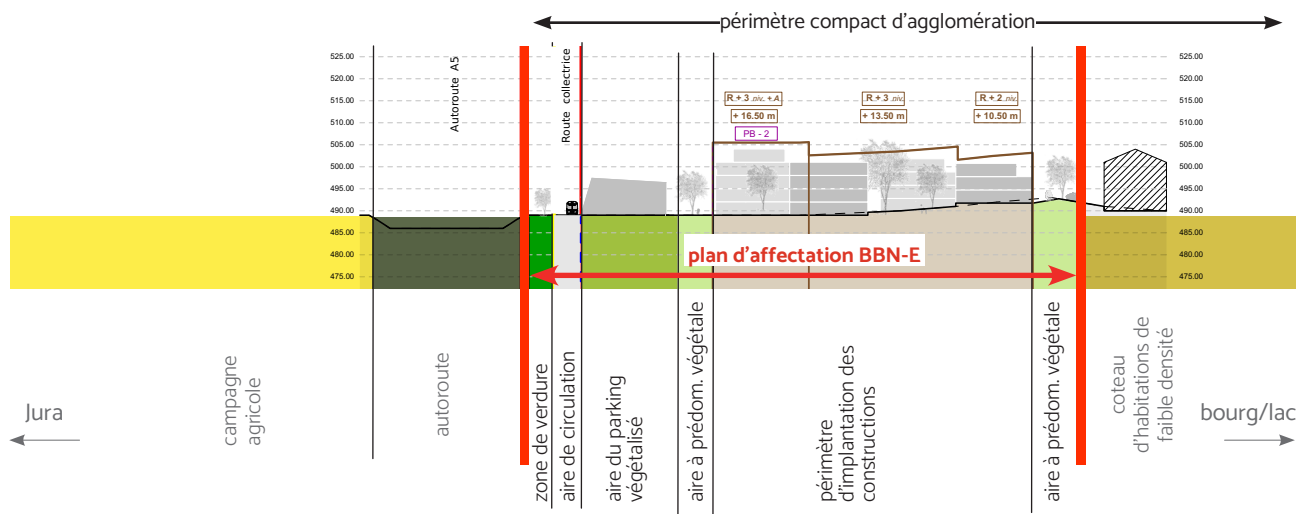 périmètre compact d'agglomération
525.00
520.00
515.00
510.00
505.00
500.00
495.00
490.00
485.00
480.00
475.00
Autoroute A5
Route collectrice
R + 3 niv. + A
+ 16.50 m
PB - 2
R + 3 niv.
+ 13.50 m
R + 2 niv.
+ 10.50 m
525.00
520.00
515.00
510.00
505.00
500.00
495.00
490.00
485.00
480.00
475.00
plan d'affectation BBN-E
Jura
campagne
agricole
autoroute
zone de verdure
aire de circulation
aire du parking
végétalisé
aire à prédom. végétale
périmètre
d'implantation des
constructions
aire à prédom. végétale
coteau
d'habitations de
faible densité
bourg/lac